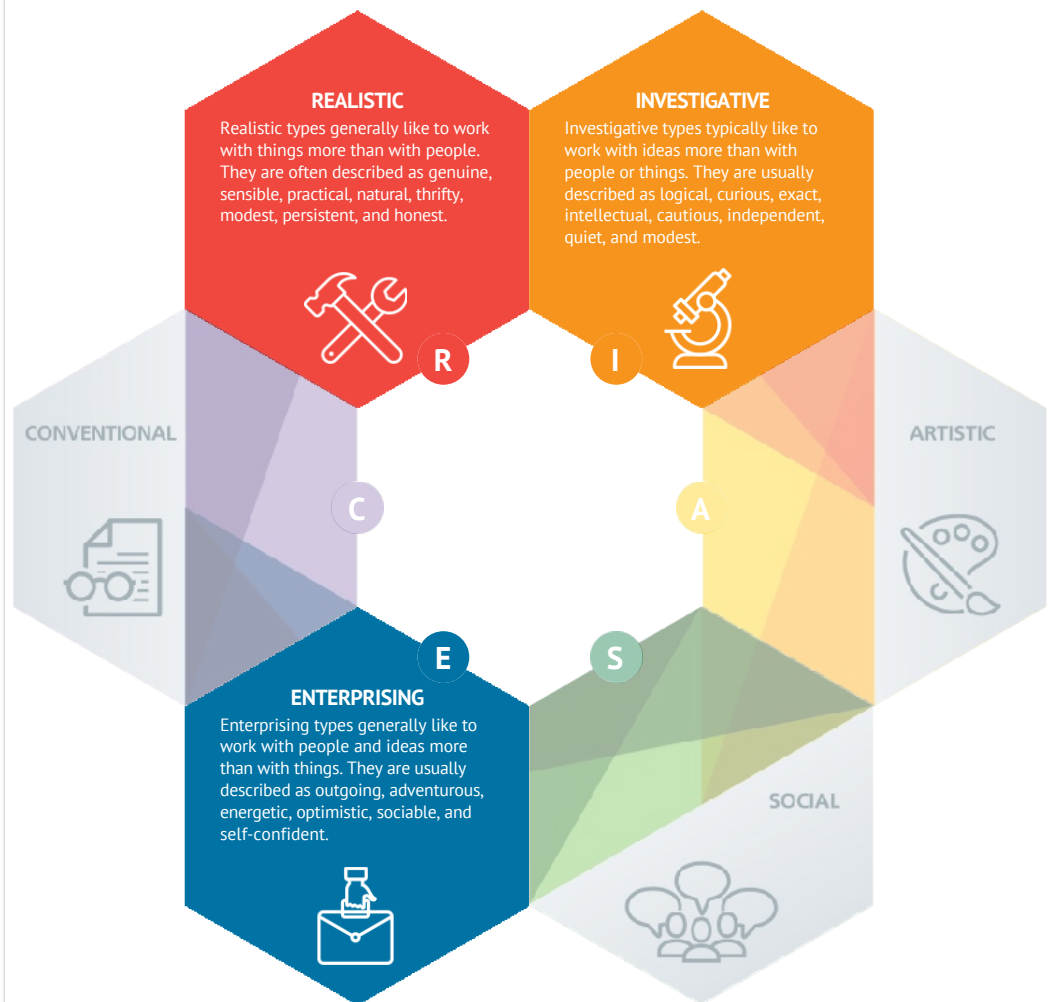 REALISTIC
Realistic types generally like to work
with things more than with people.
They are often described as genuine,
sensible, practical, natural, thrifty,
modest, persistent, and honest.
INVESTIGATIVE
Investigative types typically like to
work with ideas more than with
people or things. They are usually
described as logical, curious, exact,
intellectual, cautious, independent,
quiet, and modest.
R
I
CONVENTIONAL
ARTISTIC
C
A
E
S
ENTERPRISING
Enterprising types generally like to
work with people and ideas more
than with things. They are usually
described as outgoing, adventurous,
energetic, optimistic, sociable, and
self-confident.
SOCIAL